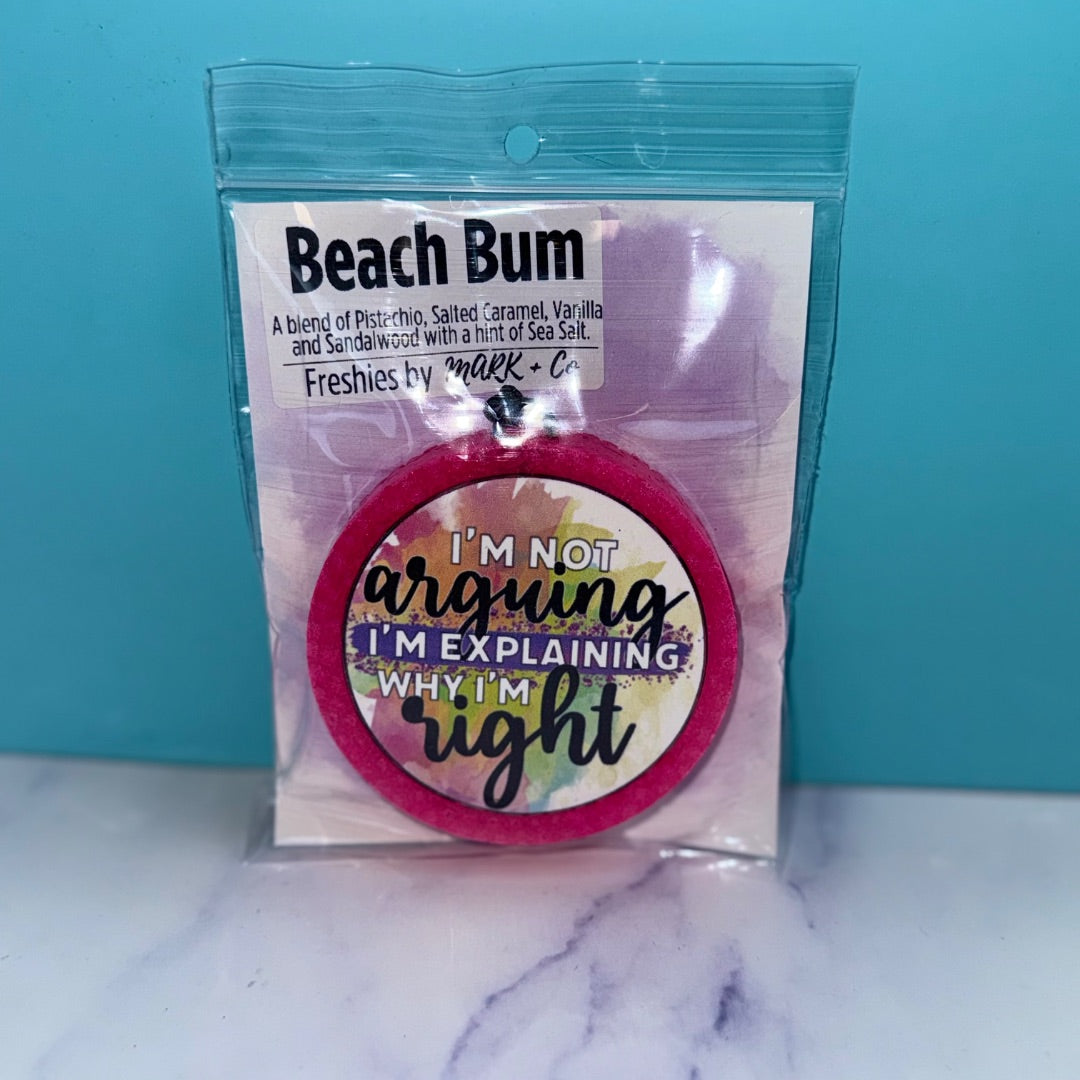 Beach Bum
A blend of Pistachio, Salted Caramel, Vanilla
and Sandalwood with a hint of Sea Salt.
Freshies by MARK + Co
I'M NOT
arguing
I'M EXPLAINING
WHY I'M
right